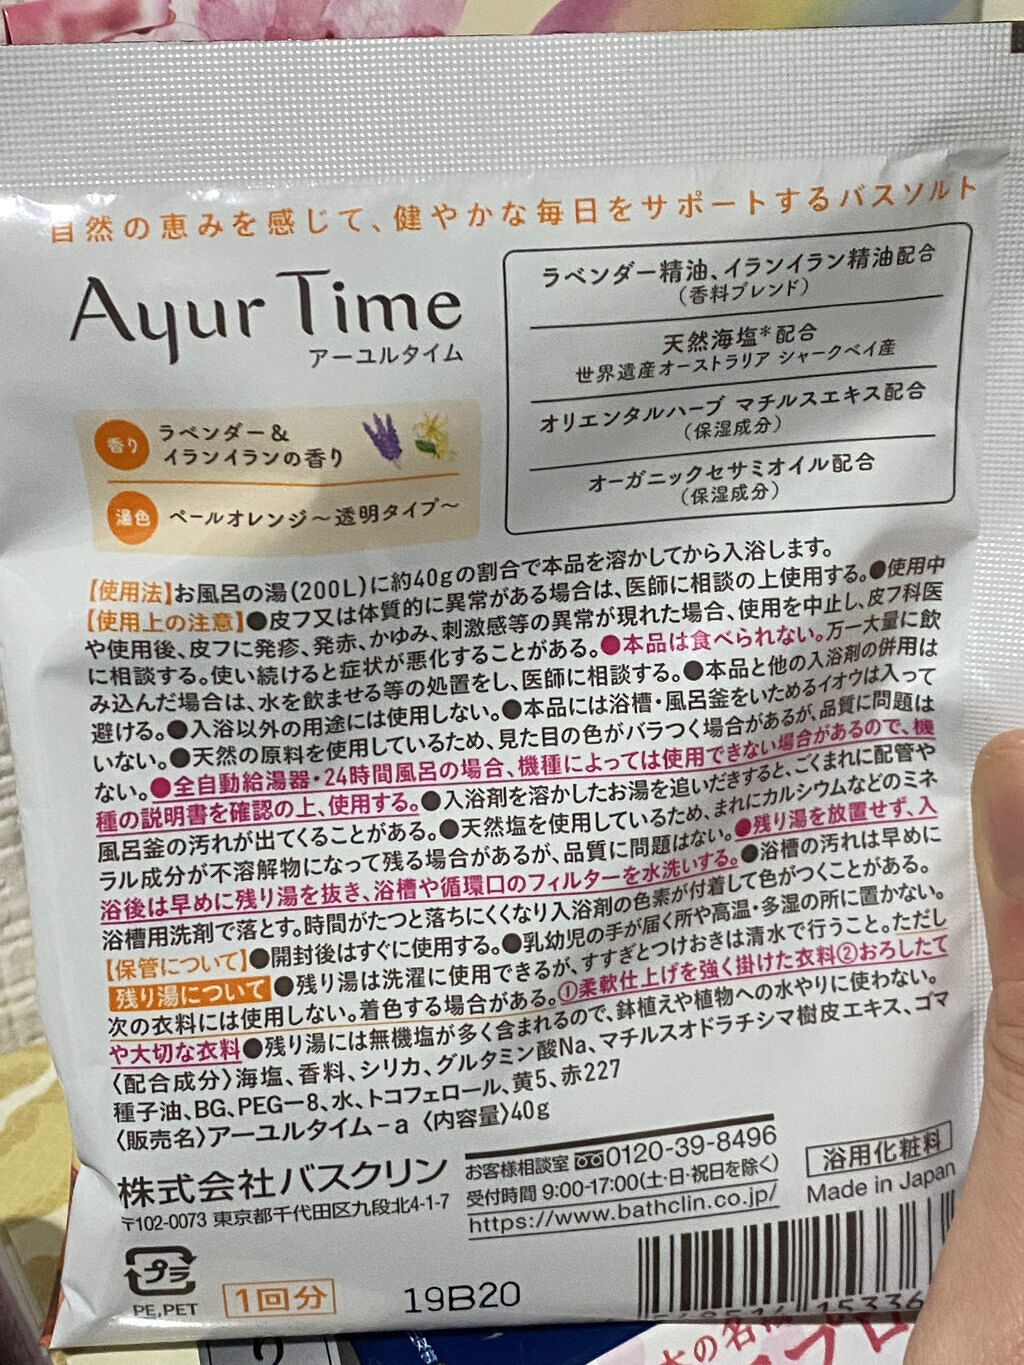 自然の恵みを感じて、健やかな毎日をサポートするバスソルト
Ayur Time
アーユルタイム
香り ラベンダー&
イランイランの香り
湯色 ペールオレンジ〜透明タイプ〜
ラベンダー精油、イランイラン精油配合
(香料ブレンド)
天然海塩*配合
世界遺産オーストラリア シャークベイ産
オリエンタルハーブ マチルスエキス配合
(保湿成分)
オーガニックセサミオイル配合
(保湿成分)
【使用法】お風呂の湯(200L)に約40gの割合で本品を溶かしてから入浴します。
【使用上の注意】●皮フ又は体質的に異常がある場合は、医師に相談の上使用する。●使用中
や使用後、皮フに発疹、発赤、かゆみ、刺激感等の異常が現れた場合、使用を中止し、皮フ科医
に相談する。使い続けると症状が悪化することがある。●本品は食べられない。万一大量に飲
み込んだ場合は、水を飲ませる等の処置をし、医師に相談する。●本品と他の入浴剤の併用は
避ける。●入浴以外の用途には使用しない。●本品には浴槽・風呂釜をいためるイオウは入って
いない。●天然の原料を使用しているため、見た目の色がバラつく場合があるが、品質に問題は
ない。●全自動給湯器・24時間風呂の場合、機種によっては使用できない場合があるので、機
種の説明書を確認の上、使用する。●入浴剤を溶かしたお湯を追いだきすると、ごくまれに配管や
風呂釜の汚れが出てくることがある。●天然塩を使用しているため、まれにカルシウムなどのミネ
ラル成分が不溶解物になって残る場合があるが、品質に問題はない。●残り湯を放置せず、入
浴後は早めに残り湯を抜き、浴槽や循環口のフィルターを水洗いする。●浴槽の汚れは早めに
浴槽用洗剤で落とす。時間がたつと落ちにくくなり入浴剤の色素が付着して色がつくことがある。
【保管について】●開封後はすぐに使用する。●乳幼児の手が届く所や高温・多湿の所に置かない。
残り湯について ●残り湯は洗濯に使用できるが、すすぎとつけおきは清水で行うこと。ただし
次の衣料には使用しない。着色する場合がある。①柔軟仕上げを強く掛けた衣料②おろしたて
や大切な衣料●残り湯には無機塩が多く含まれるので、鉢植えや植物への水やりに使わない。
〈配合成分〉海塩、香料、シリカ、グルタミン酸Na、マチルスオドラチシマ樹皮エキス、ゴマ
種子油、BG、PEGー8、水、トコフェロール、黄5、赤227
〈販売名〉アーユルタイム-a〈内容量〉40g
株式会社バスクリン
〒102-0073 東京都千代田区九段北4-1-7
お客様相談室 0120-39-8496
受付時間 9:00-17:00(土・日・祝日を除く)
https://www.bathclin.co.jp/
浴用化粧料
Made in Japan
プラ
PE,PET
1回分
19B20